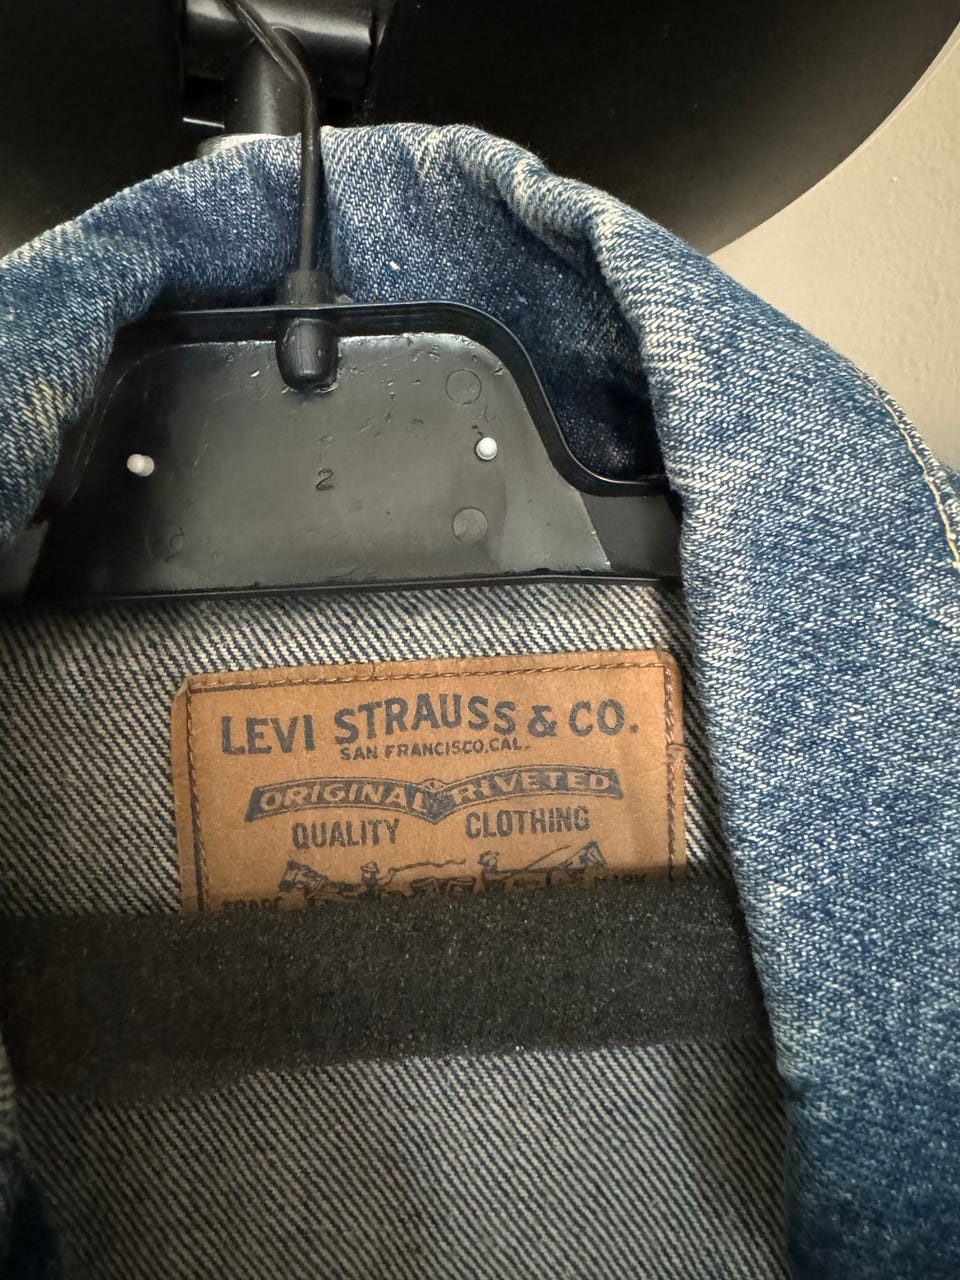 2
LEVI STRAUSS & CO.
SAN FRANCISCO, CAL.
ORIGINAL RIVETED
QUALITY CLOTHING